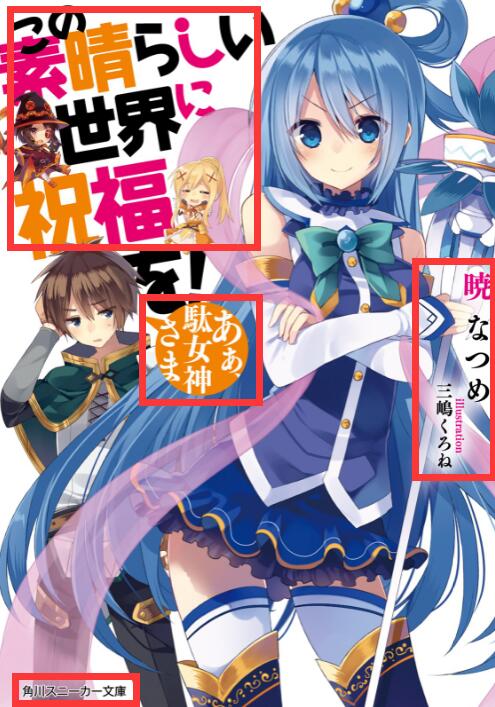 この
素晴らしい
世界に
祝福
を!
あぁ、
駄女神
さま
暁 なつめ
illustration
三嶋くろね
角川スニーカー文庫